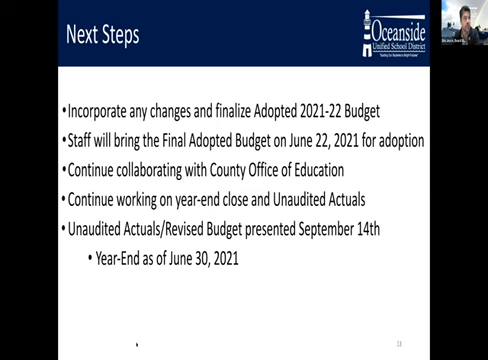 Next Steps
Oceanside
Unified School District
• Incorporate any changes and finalize Adopted 2021-22 Budget
• Staff will bring the Final Adopted Budget on June 22, 2021 for adoption
• Continue collaborating with County Office of Education
• Continue working on year-end close and Unaudited Actuals
• Unaudited Actuals/Revised Budget presented September 14th
• Year-End as of June 30, 2021
13